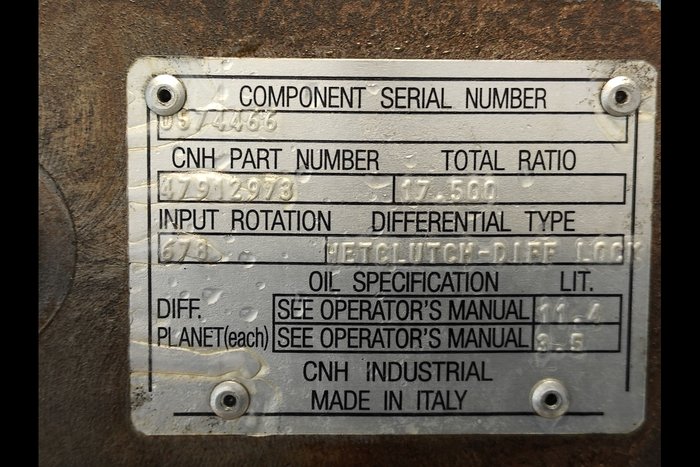 COMPONENT SERIAL NUMBER
0574466
CNH PART NUMBER TOTAL RATIO
47912973 17.500
INPUT ROTATION DIFFERENTIAL TYPE
678 WETCLUTCH-DIFF LOCK
OIL SPECIFICATION LIT.
DIFF. SEE OPERATOR'S MANUAL 11.4
PLANET(each) SEE OPERATOR'S MANUAL 3.5
CNH INDUSTRIAL
MADE IN ITALY